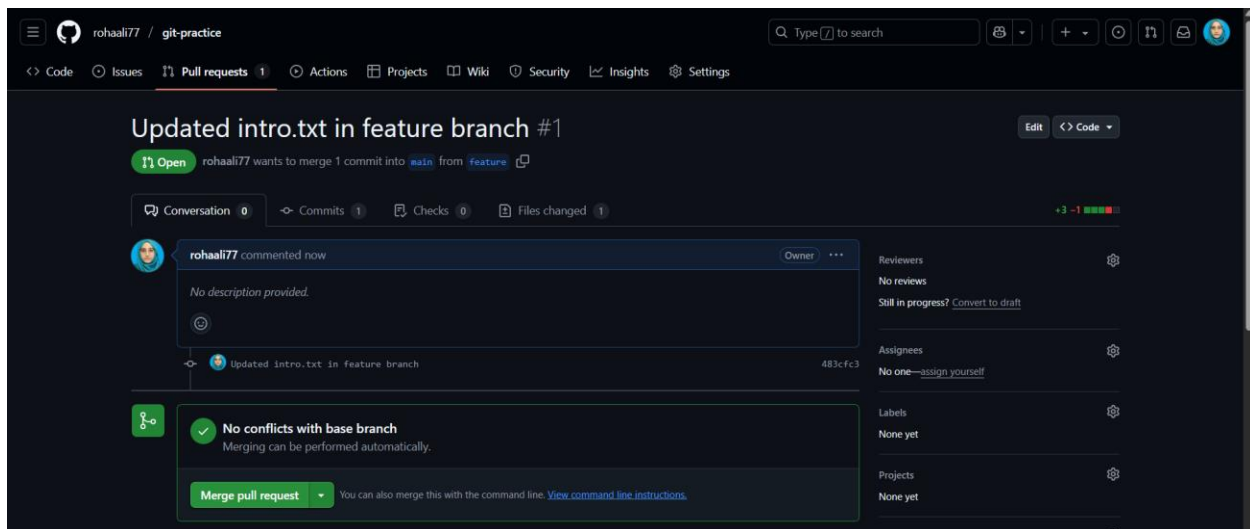 rohaali77 / git-practice
Type / to search
Code Issues Pull requests 1 Actions Projects Wiki Security Insights Settings
Updated intro.txt in feature branch #1
Edit <> Code
Open rohaali77 wants to merge 1 commit into main from feature
Conversation 0 Commits 1 Checks 0 Files changed 1 +3 −1
rohaali77 commented now Owner
No description provided.
Updated intro.txt in feature branch 483cfc3
No conflicts with base branch
Merging can be performed automatically.
Merge pull request You can also merge this with the command line. View command line instructions.
Reviewers
No reviews
Still in progress? Convert to draft
Assignees
No one—assign yourself
Labels
None yet
Projects
None yet